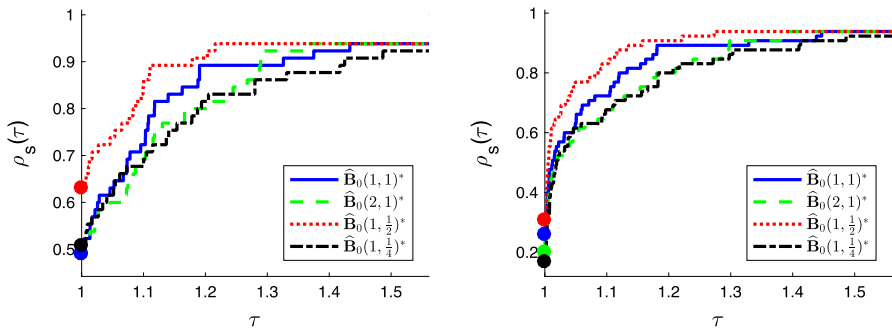 1
0.9
0.8
0.7
0.6
0.5
ρₛ(τ)
B̂₀(1, 1)*
B̂₀(2, 1)*
B̂₀(1, ½)*
B̂₀(1, ¼)*
1 1.1 1.2 1.3 1.4 1.5
τ
1
0.8
0.6
0.4
0.2
ρₛ(τ)
B̂₀(1, 1)*
B̂₀(2, 1)*
B̂₀(1, ½)*
B̂₀(1, ¼)*
1 1.1 1.2 1.3 1.4 1.5
τ